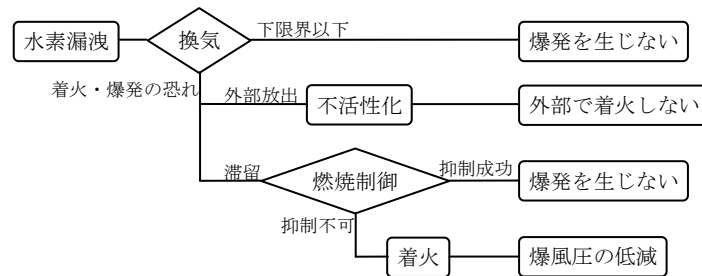 水素漏洩
換気
下限界以下
爆発を生じない
着火・爆発の恐れ
外部放出
不活性化
外部で着火しない
滞留
燃焼制御
抑制成功
爆発を生じない
抑制不可
着火
爆風圧の低減